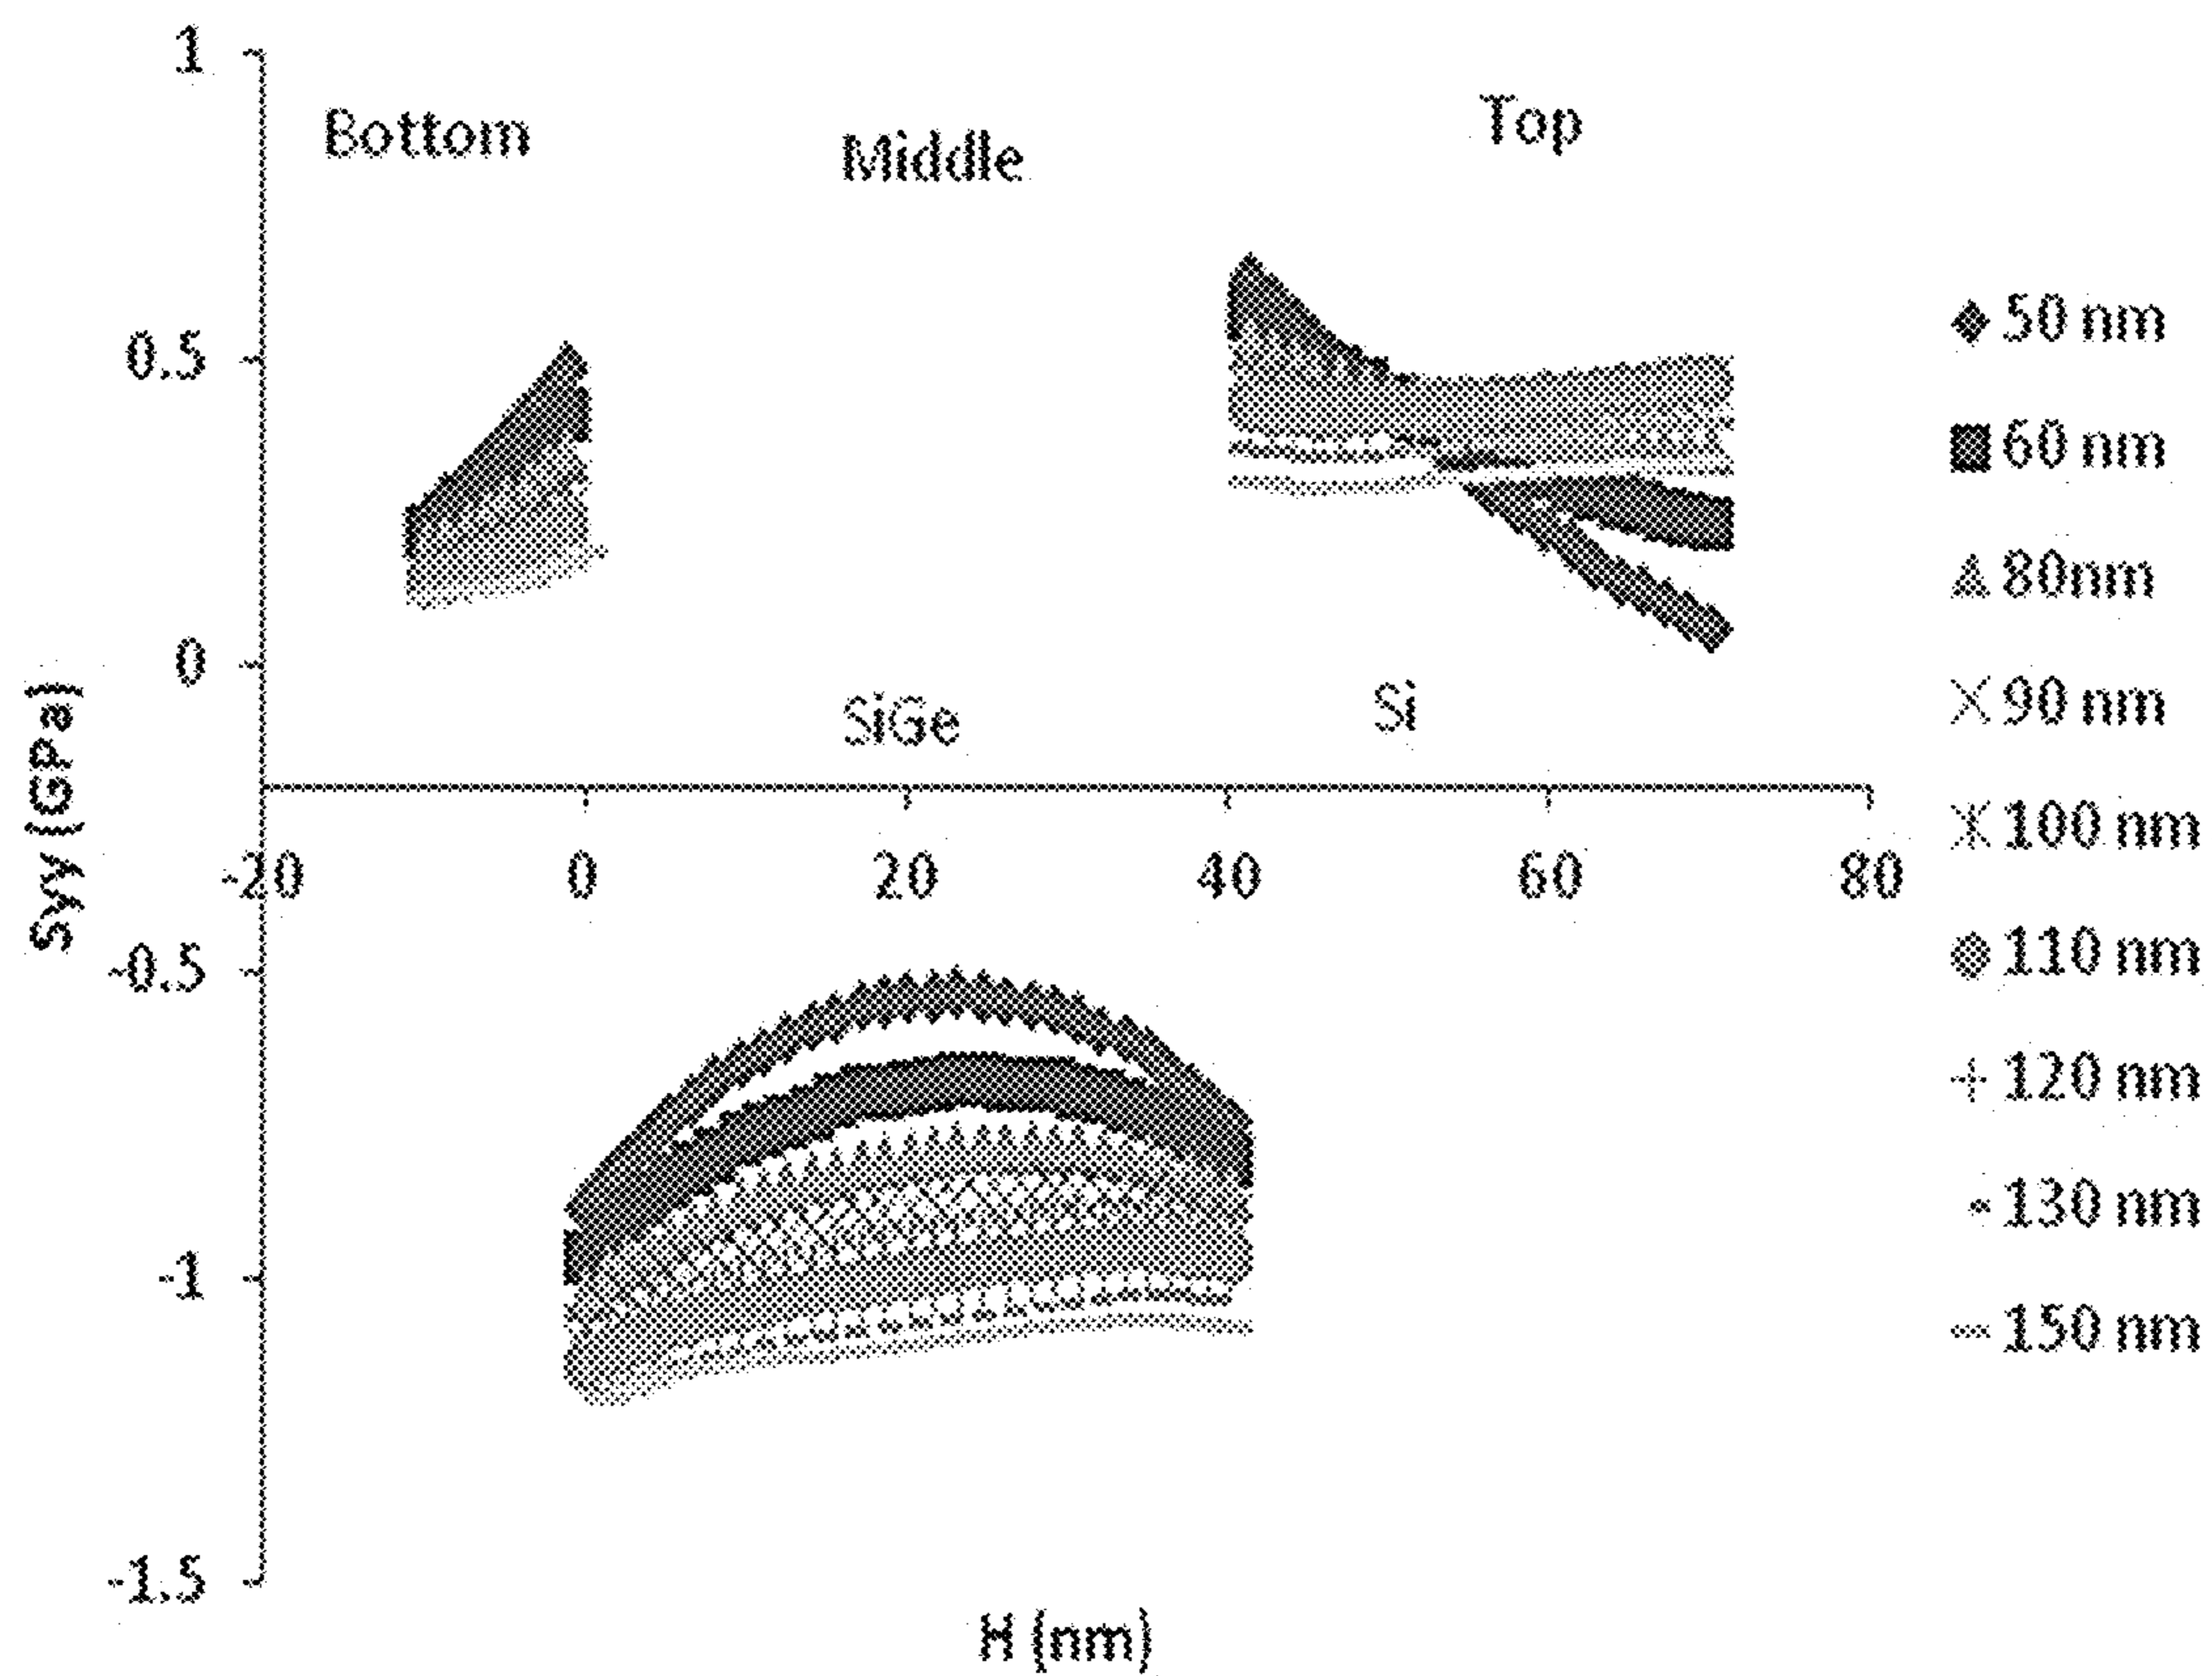 1
Bottom
Middle
Top
0.5
0
SiGe
Si
-20
0
20
40
60
80
-0.5
-1
-1.5
Syy (GPa)
H (nm)
50 nm
60 nm
80nm
90 nm
100 nm
110 nm
120 nm
130 nm
150 nm